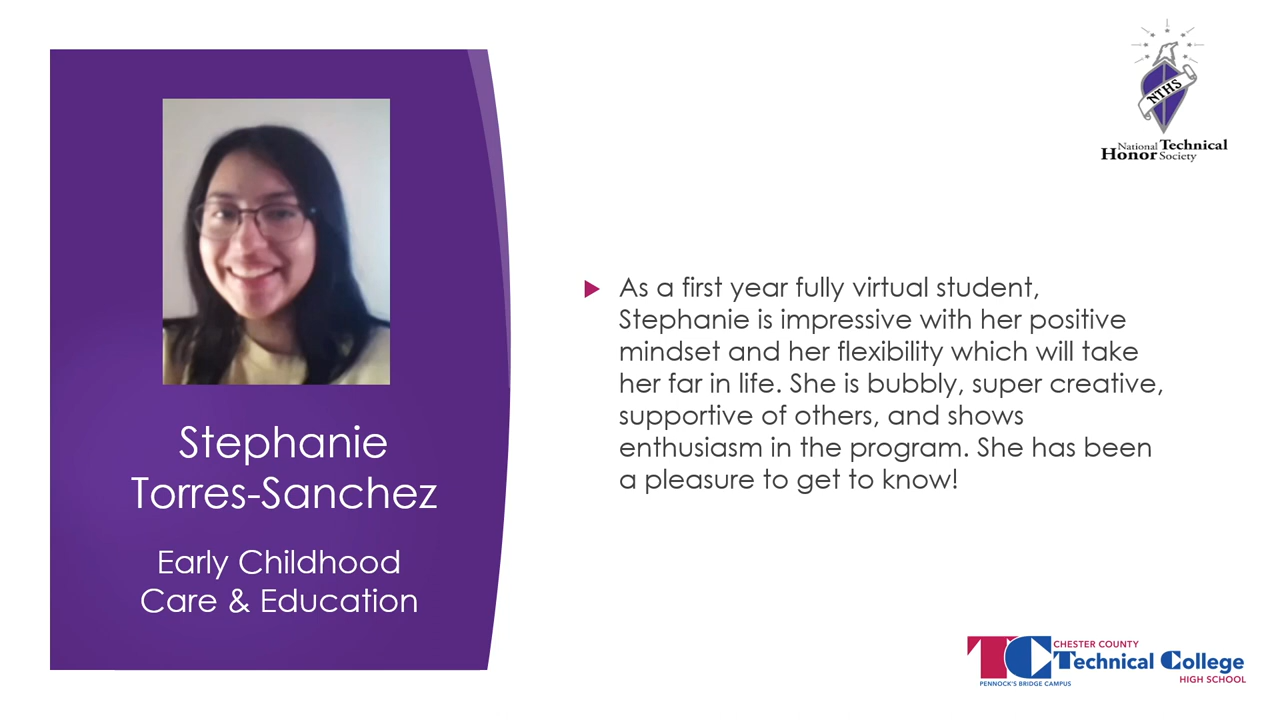 Stephanie
Torres-Sanchez
Early Childhood
Care & Education
NTHS
National Technical
Honor Society
As a first year fully virtual student,
Stephanie is impressive with her positive
mindset and her flexibility which will take
her far in life. She is bubbly, super creative,
supportive of others, and shows
enthusiasm in the program. She has been
a pleasure to get to know!
TC
CHESTER COUNTY
Technical College
HIGH SCHOOL
PENNOCK'S BRIDGE CAMPUS